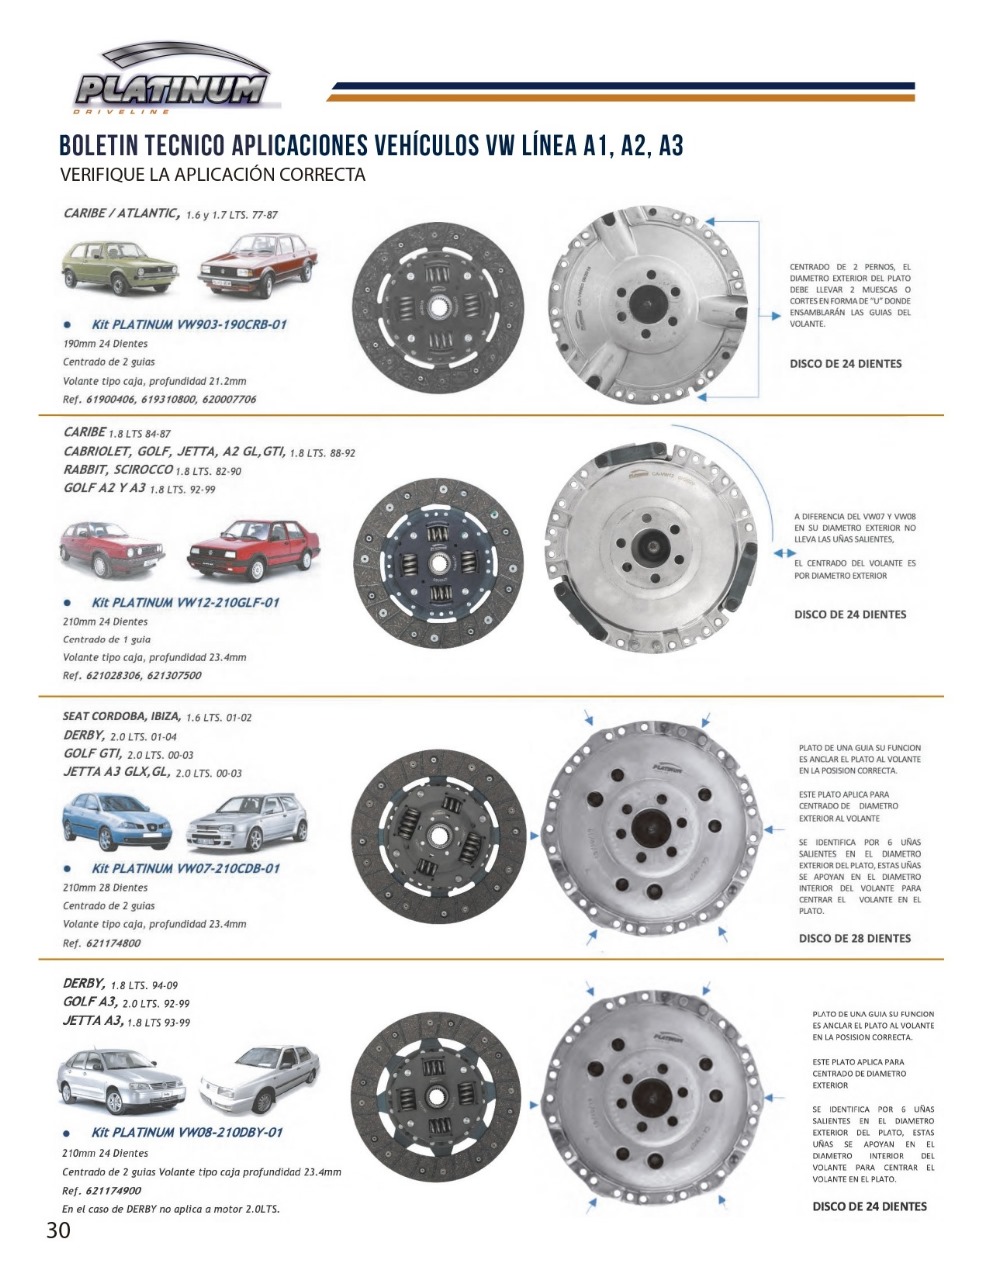 PLATINUM
DRIVELINE
BOLETIN TECNICO APLICACIONES VEHÍCULOS VW LÍNEA A1, A2, A3
VERIFIQUE LA APLICACIÓN CORRECTA
CARIBE / ATLANTIC, 1.6 y 1.7 LTS. 77-87
• Kit PLATINUM VW903-190CRB-01
190mm 24 Dientes
Centrado de 2 guias
Volante tipo caja, profundidad 21.2mm
Ref. 61900406, 619310800, 620007706
CENTRADO DE 2 PERNOS, EL
DIAMETRO EXTERIOR DEL PLATO
DEBE LLEVAR 2 MUESCAS O
CORTES EN FORMA DE "U" DONDE
ENSAMBLARÁN LAS GUIAS DEL
VOLANTE.
DISCO DE 24 DIENTES
CARIBE 1.8 LTS 84-87
CABRIOLET, GOLF, JETTA, A2 GL,GTI, 1.8 LTS. 88-92
RABBIT, SCIROCCO 1.8 LTS. 82-90
GOLF A2 Y A3 1.8 LTS. 92-99
• Kit PLATINUM VW12-210GLF-01
210mm 24 Dientes
Centrado de 1 guia
Volante tipo caja, profundidad 23.4mm
Ref. 621028306, 621307500
A DIFERENCIA DEL VW07 Y VW08
EN SU DIAMETRO EXTERIOR NO
LLEVA LAS UÑAS SALIENTES,
EL CENTRADO DEL VOLANTE ES
POR DIAMETRO EXTERIOR
DISCO DE 24 DIENTES
SEAT CORDOBA, IBIZA, 1.6 LTS. 01-02
DERBY, 2.0 LTS. 01-04
GOLF GTI, 2.0 LTS. 00-03
JETTA A3 GLX,GL, 2.0 LTS. 00-03
• Kit PLATINUM VW07-210CDB-01
210mm 28 Dientes
Centrado de 2 guias
Volante tipo caja, profundidad 23.4mm
Ref. 621174800
PLATINUM
PLATO DE UNA GUIA SU FUNCION
ES ANCLAR EL PLATO AL VOLANTE
EN LA POSISION CORRECTA.
ESTE PLATO APLICA PARA
CENTRADO DE DIAMETRO
EXTERIOR AL VOLANTE
SE IDENTIFICA POR 6 UÑAS
SALIENTES EN EL DIAMETRO
EXTERIOR DEL PLATO, ESTAS UÑAS
SE APOYAN EN EL DIAMETRO
INTERIOR DEL VOLANTE PARA
CENTRAR EL VOLANTE EN EL
PLATO.
DISCO DE 28 DIENTES
DERBY, 1.8 LTS. 94-09
GOLF A3, 2.0 LTS. 92-99
JETTA A3, 1.8 LTS 93-99
• Kit PLATINUM VW08-210DBY-01
210mm 24 Dientes
Centrado de 2 guias Volante tipo caja profundidad 23.4mm
Ref. 621174900
En el caso de DERBY no aplica a motor 2.0LTS.
PLATINUM
PLATO DE UNA GUIA SU FUNCION
ES ANCLAR EL PLATO AL VOLANTE
EN LA POSISION CORRECTA.
ESTE PLATO APLICA PARA
CENTRADO DE DIAMETRO
EXTERIOR
SE IDENTIFICA POR 6 UÑAS
SALIENTES EN EL DIAMETRO
EXTERIOR DEL PLATO, ESTAS
UÑAS SE APOYAN EN EL
DIAMETRO INTERIOR DEL
VOLANTE PARA CENTRAR EL
VOLANTE EN EL PLATO.
DISCO DE 24 DIENTES
30